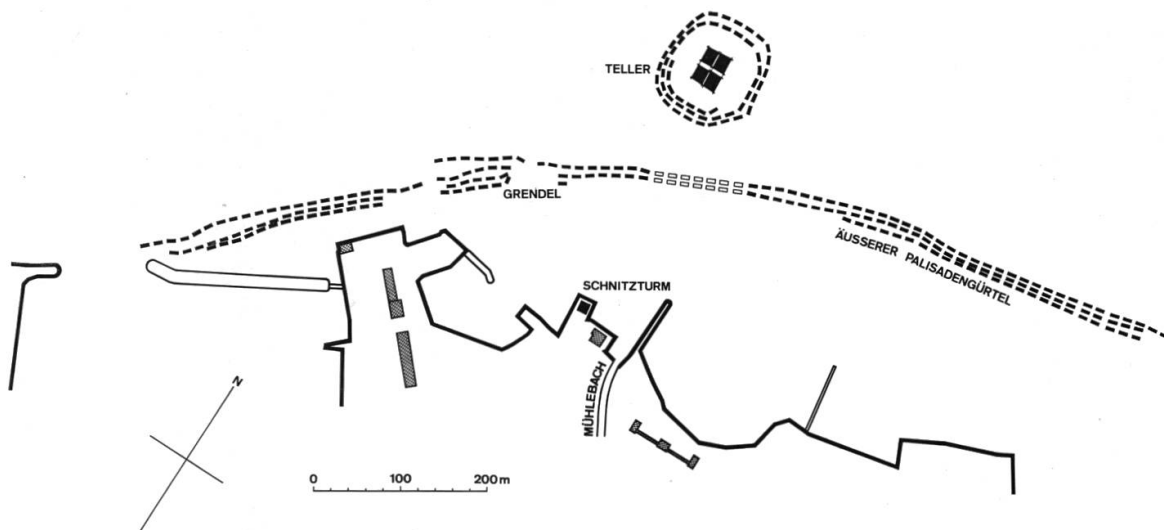 TELLER
GRENDEL
ÄUSSERER PALISADENGÜRTEL
SCHNITZTURM
MÜHLEBACH
N
0 100 200 m